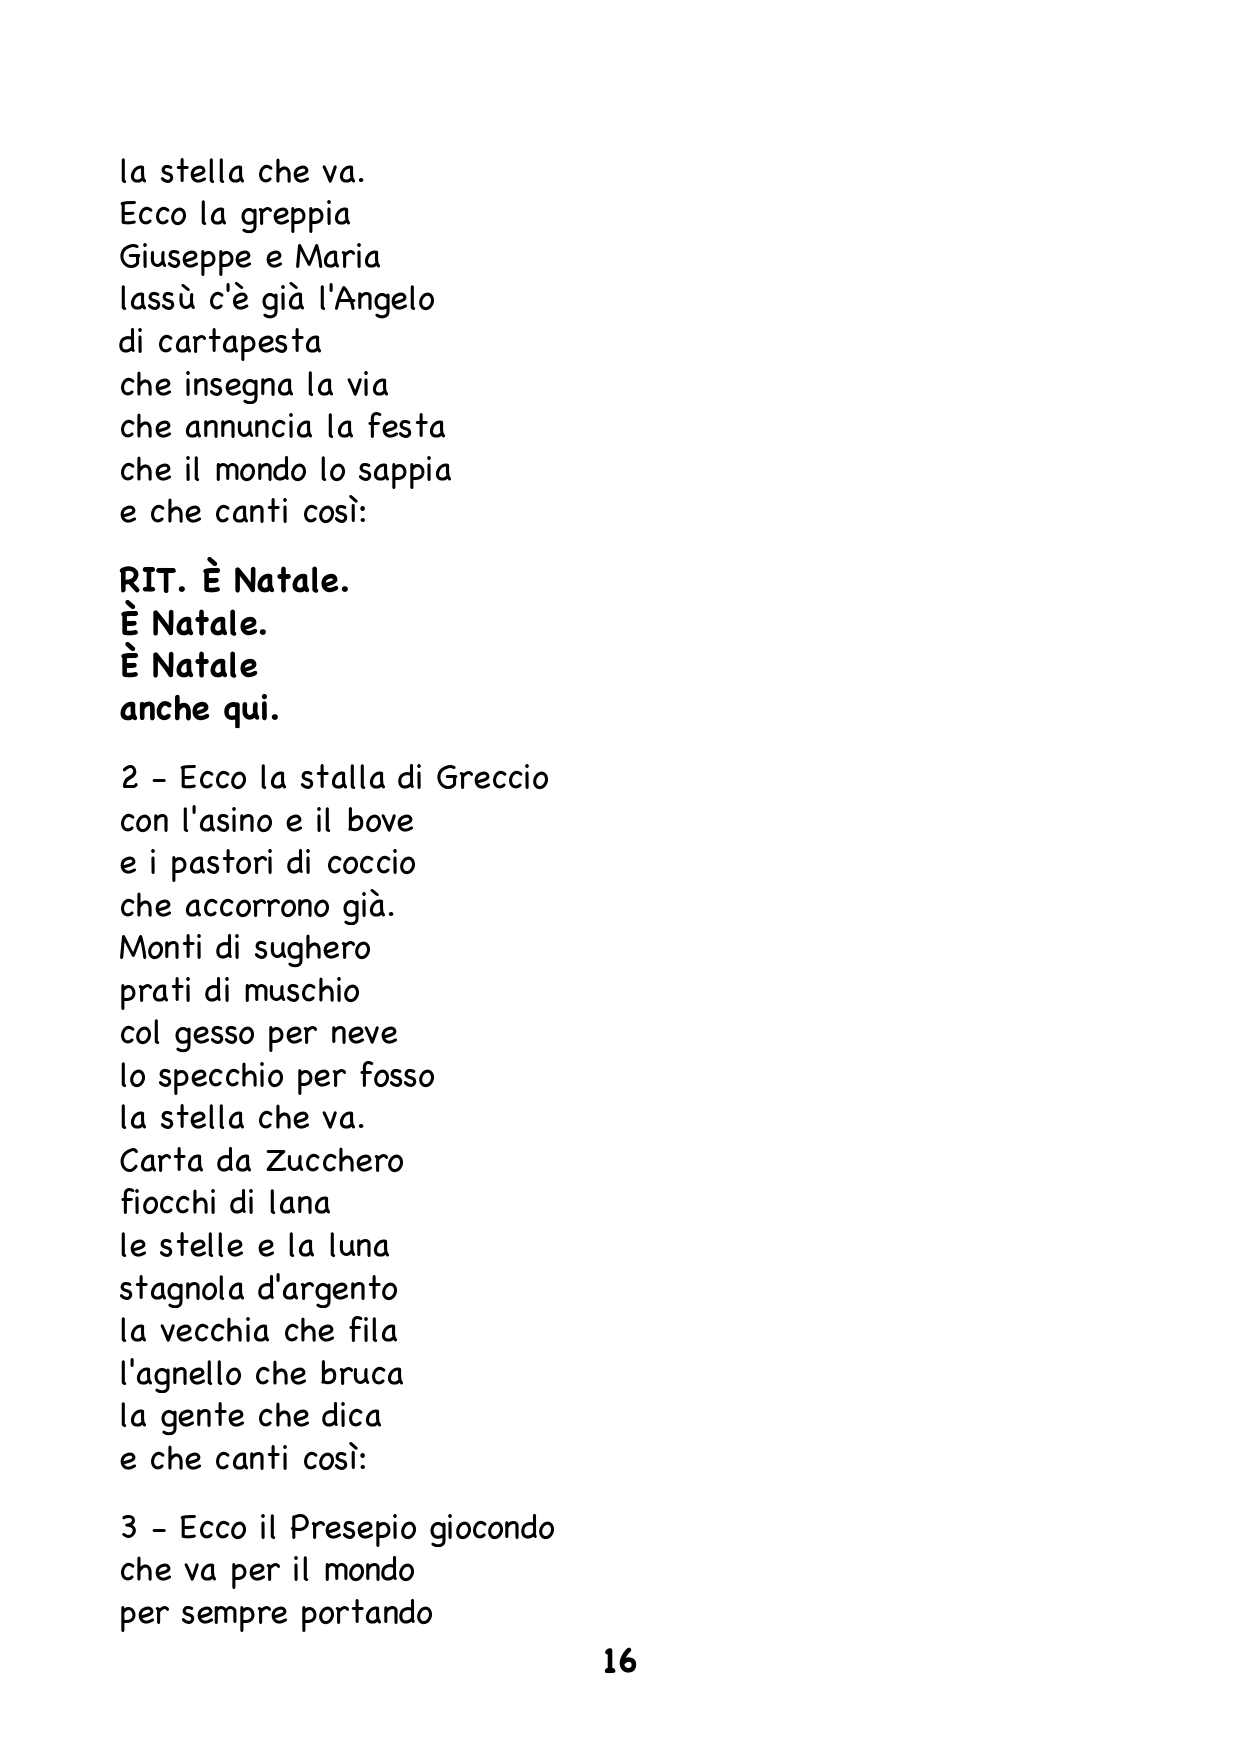 la stella che va.
Ecco la greppia
Giuseppe e Maria
lassù c'è già l'Angelo
di cartapesta
che insegna la via
che annuncia la festa
che il mondo lo sappia
e che canti così:
RIT. È Natale.
È Natale.
È Natale
anche qui.
2 - Ecco la stalla di Greccio
con l'asino e il bove
e i pastori di coccio
che accorrono già.
Monti di sughero
prati di muschio
col gesso per neve
lo specchio per fosso
la stella che va.
Carta da Zucchero
fiocchi di lana
le stelle e la luna
stagnola d'argento
la vecchia che fila
l'agnello che bruca
la gente che dica
e che canti così:
3 - Ecco il Presepio giocondo
che va per il mondo
per sempre portando
16